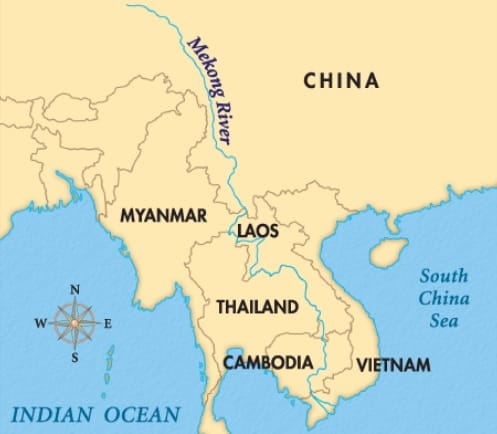 Mekong River
CHINA
MYANMAR
LAOS
South
China
Sea
N
W
E
S
THAILAND
CAMBODIA
VIETNAM
INDIAN OCEAN